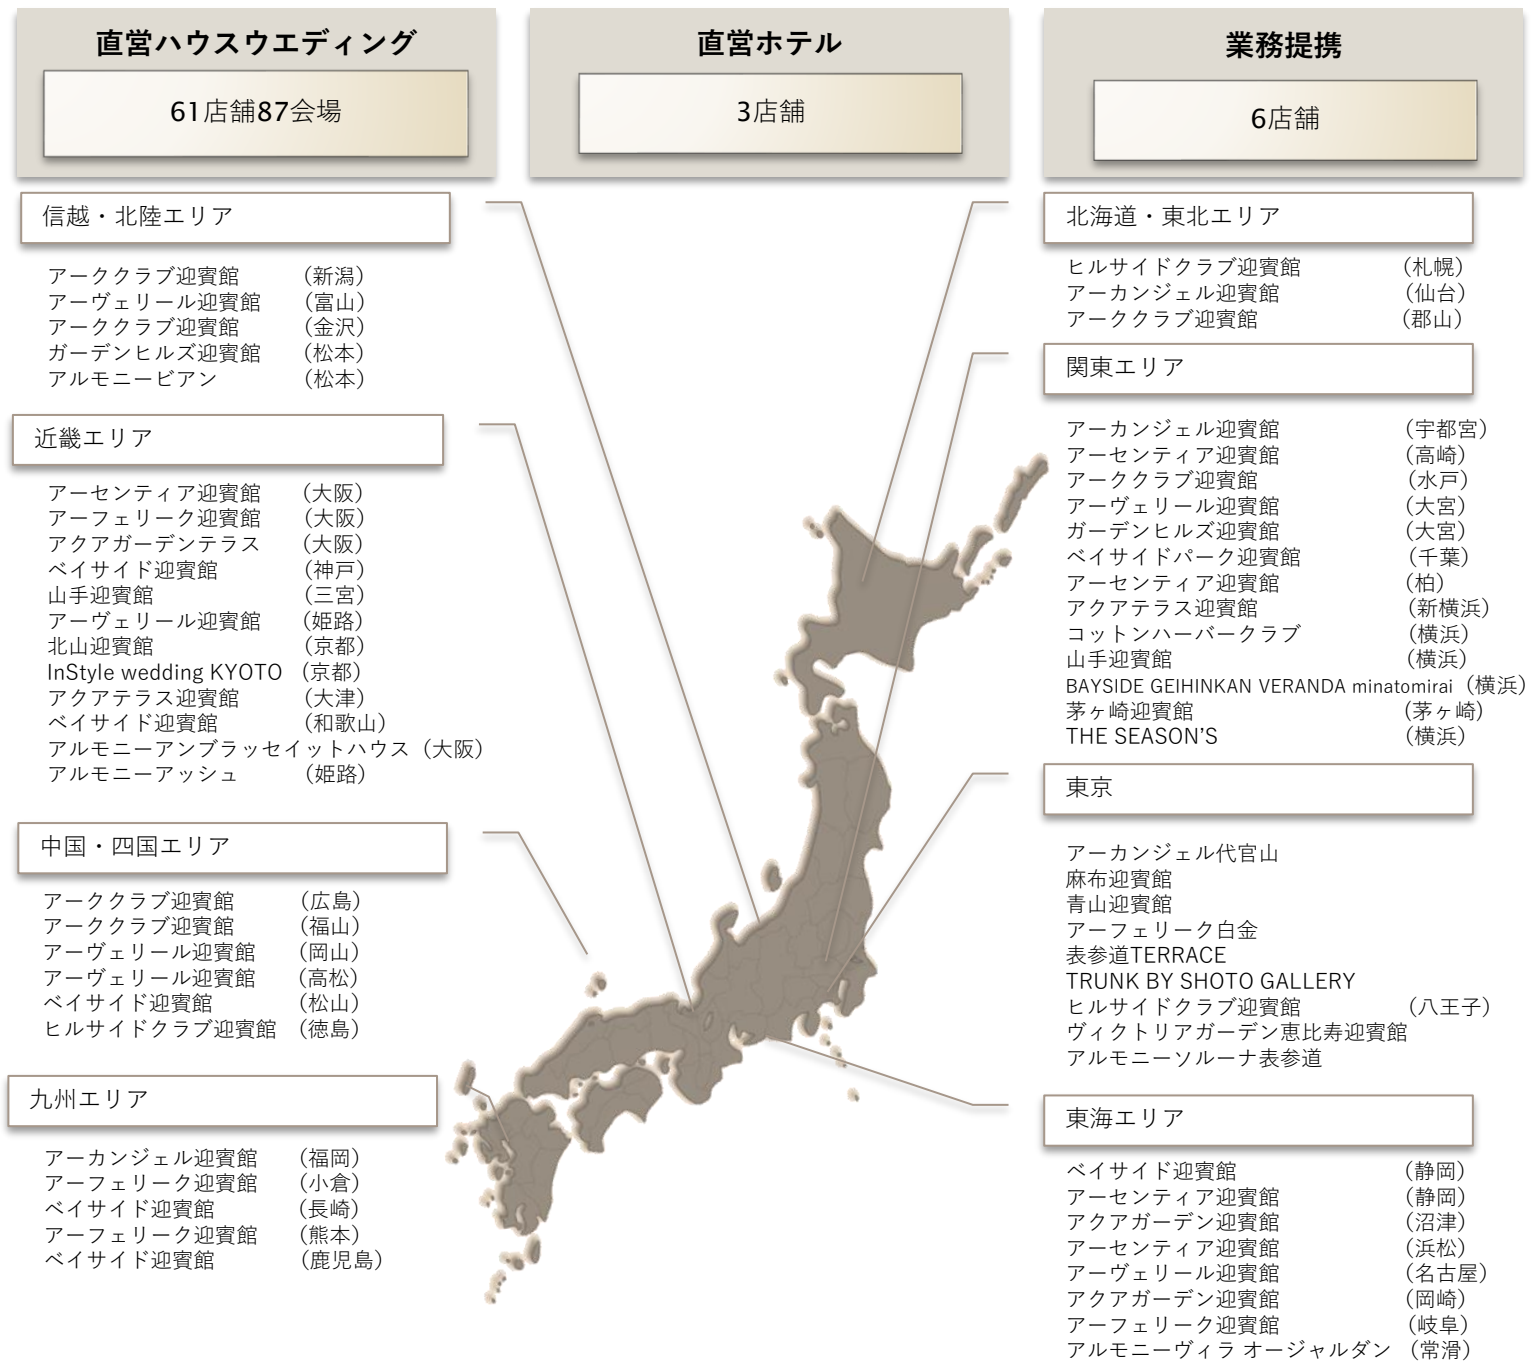 直営ハウスウエディング
61店舗87会場
直営ホテル
3店舗
業務提携
6店舗
信越・北陸エリア
アーククラブ迎賓館 （新潟）
アーヴェリール迎賓館 （富山）
アーククラブ迎賓館 （金沢）
ガーデンヒルズ迎賓館 （松本）
アルモニービアン （松本）
近畿エリア
アーセンティア迎賓館 （大阪）
アーフェリーク迎賓館 （大阪）
アクアガーデンテラス （大阪）
ベイサイド迎賓館 （神戸）
山手迎賓館 （三宮）
アーヴェリール迎賓館 （姫路）
北山迎賓館 （京都）
InStyle wedding KYOTO （京都）
アクアテラス迎賓館 （大津）
ベイサイド迎賓館 （和歌山）
アルモニーアンブラッセイットハウス（大阪）
アルモニーアッシュ （姫路）
中国・四国エリア
アーククラブ迎賓館 （広島）
アーククラブ迎賓館 （福山）
アーヴェリール迎賓館 （岡山）
アーヴェリール迎賓館 （高松）
ベイサイド迎賓館 （松山）
ヒルサイドクラブ迎賓館 （徳島）
九州エリア
アーカンジェル迎賓館 （福岡）
アーフェリーク迎賓館 （小倉）
ベイサイド迎賓館 （長崎）
アーフェリーク迎賓館 （熊本）
ベイサイド迎賓館 （鹿児島）
北海道・東北エリア
ヒルサイドクラブ迎賓館 （札幌）
アーカンジェル迎賓館 （仙台）
アーククラブ迎賓館 （郡山）
関東エリア
アーカンジェル迎賓館 （宇都宮）
アーセンティア迎賓館 （高崎）
アーククラブ迎賓館 （水戸）
アーヴェリール迎賓館 （大宮）
ガーデンヒルズ迎賓館 （大宮）
ベイサイドパーク迎賓館 （千葉）
アーセンティア迎賓館 （柏）
アクアテラス迎賓館 （新横浜）
コットンハーバークラブ （横浜）
山手迎賓館 （横浜）
BAYSIDE GEIHINKAN VERANDA minatomirai（横浜）
茅ヶ崎迎賓館 （茅ヶ崎）
THE SEASON’S （横浜）
東京
アーカンジェル代官山
麻布迎賓館
青山迎賓館
アーフェリーク白金
表参道TERRACE
TRUNK BY SHOTO GALLERY
ヒルサイドクラブ迎賓館 （八王子）
ヴィクトリアガーデン恵比寿迎賓館
アルモニーソルーナ表参道
東海エリア
ベイサイド迎賓館 （静岡）
アーセンティア迎賓館 （静岡）
アクアガーデン迎賓館 （沼津）
アーセンティア迎賓館 （浜松）
アーヴェリール迎賓館 （名古屋）
アクアガーデン迎賓館 （岡崎）
アーフェリーク迎賓館 （岐阜）
アルモニーヴィラ オージャルダン （常滑）